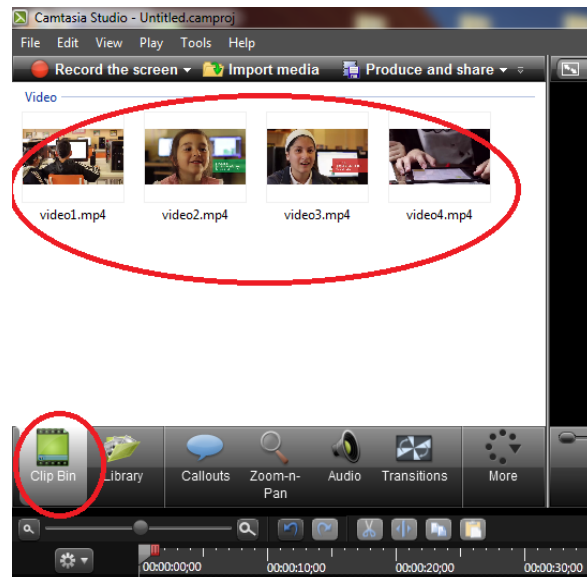 Camtasia Studio - Untitled.camproj
File Edit View Play Tools Help
Record the screen Import media Produce and share
Video
video1.mp4 video2.mp4 video3.mp4 video4.mp4
Clip Bin Library Callouts Zoom-n-Pan Audio Transitions More
00:00:00;00 00:00:10;00 00:00:20;00 00:00:30;00